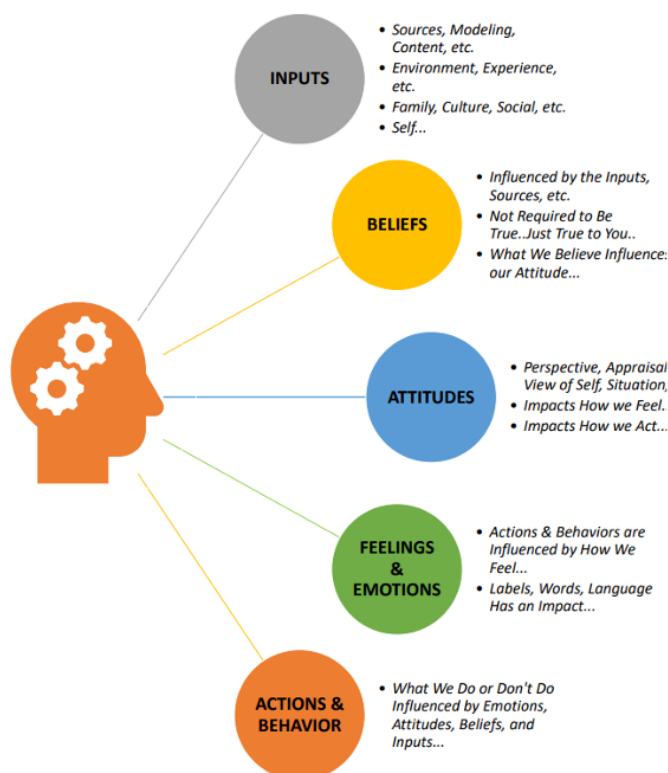 INPUTS
• Sources, Modeling,
Content, etc.
• Environment, Experience,
etc.
• Family, Culture, Social, etc.
• Self...
BELIEFS
• Influenced by the Inputs,
Sources, etc.
• Not Required to Be
True..Just True to You..
• What We Believe Influences
our Attitude...
ATTITUDES
• Perspective, Appraisal
View of Self, Situation,
• Impacts How we Feel..
• Impacts How we Act...
FEELINGS
&
EMOTIONS
• Actions & Behaviors are
Influenced by How We
Feel...
• Labels, Words, Language
Has an Impact...
ACTIONS &
BEHAVIOR
• What We Do or Don't Do
Influenced by Emotions,
Attitudes, Beliefs, and
Inputs...